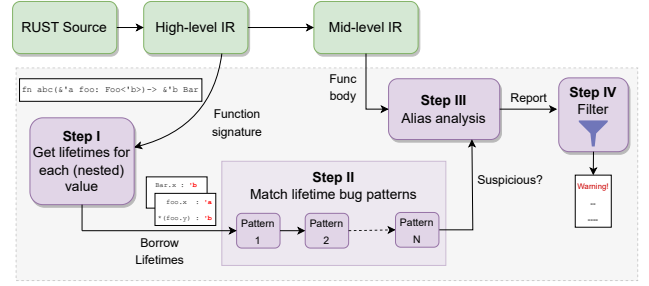 RUST Source
High-level IR
Mid-level IR
fn abc(&'a foo: Foo<'b>)-> &'b Bar
Function
signature
Func
body
Step I
Get lifetimes for
each (nested)
value
Bar.x : 'b
foo.x : 'a
*(foo.y) : 'b
Borrow
Lifetimes
Step II
Match lifetime bug patterns
Pattern
1
Pattern
2
Pattern
N
Suspicious?
Step III
Alias analysis
Report
Step IV
Filter
Warning!